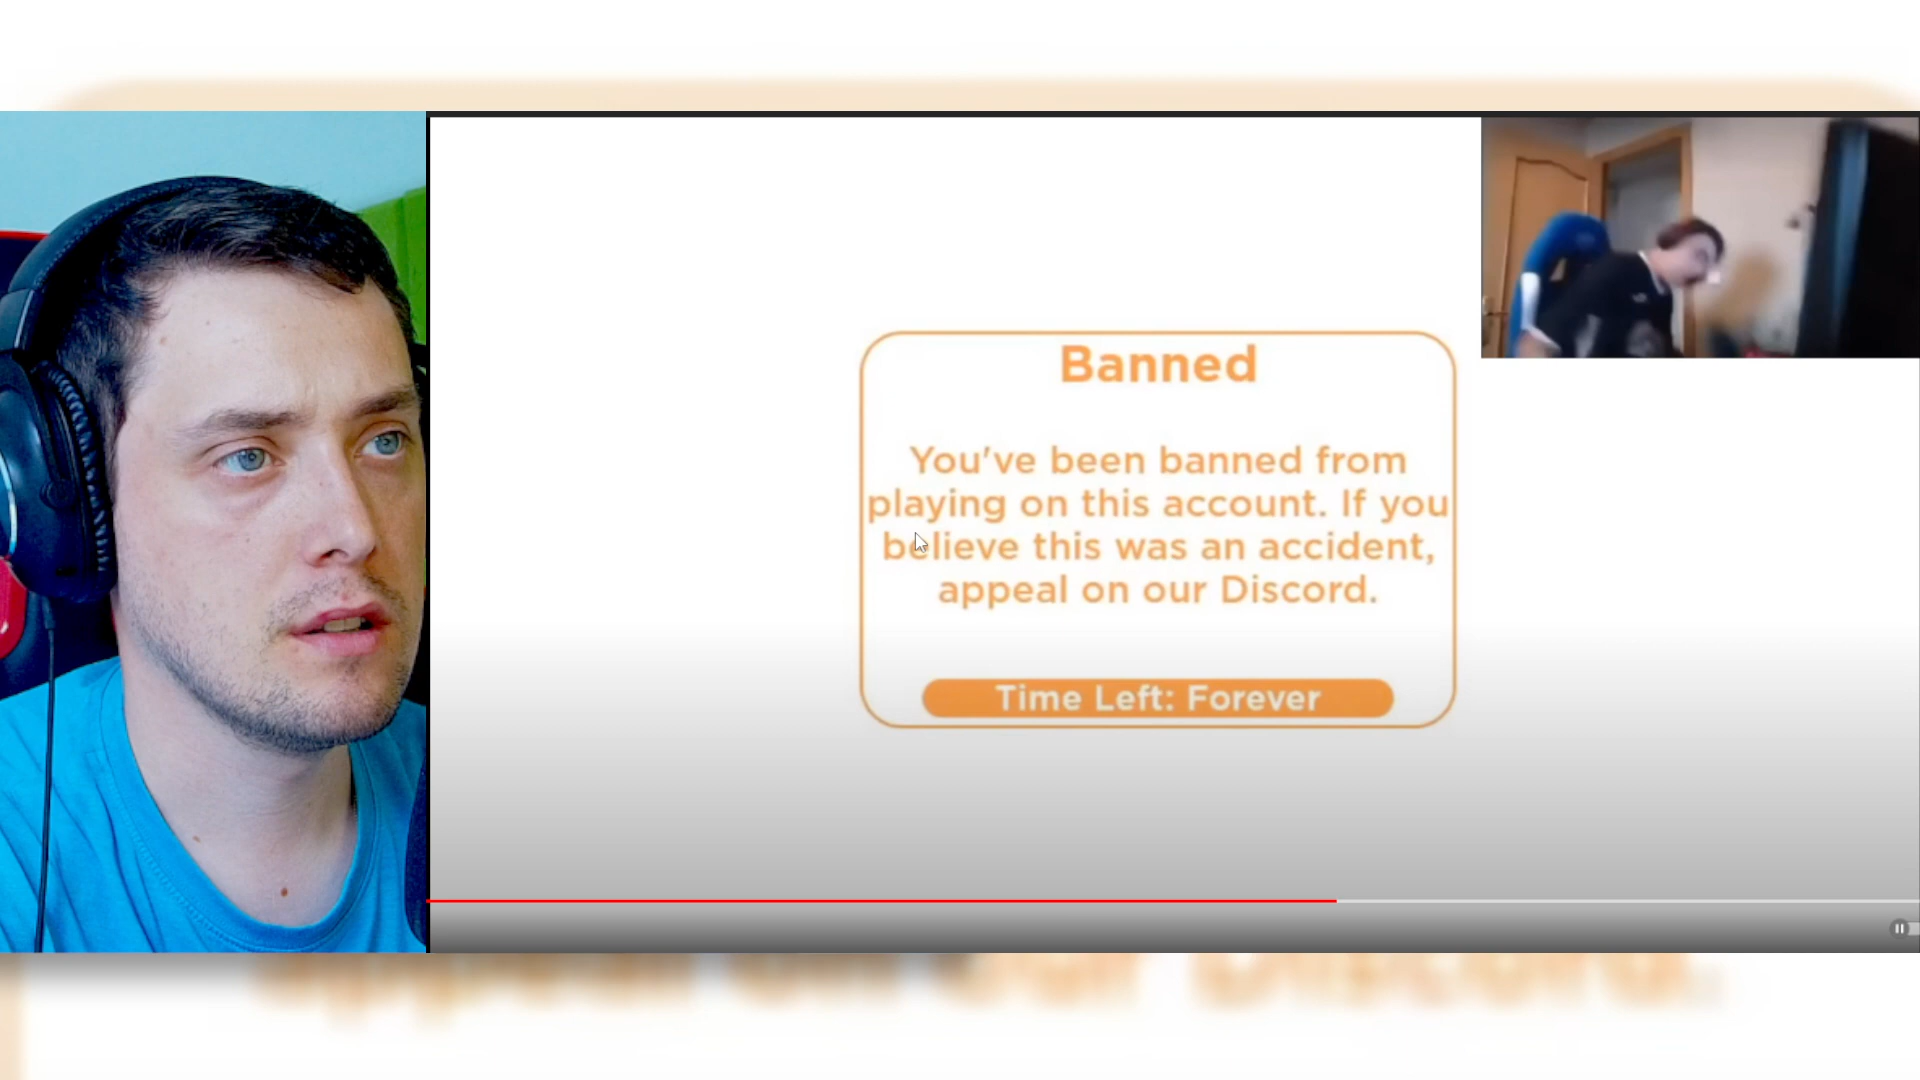 Banned
You've been banned from
playing on this account. If you
believe this was an accident,
appeal on our Discord.
Time Left: Forever